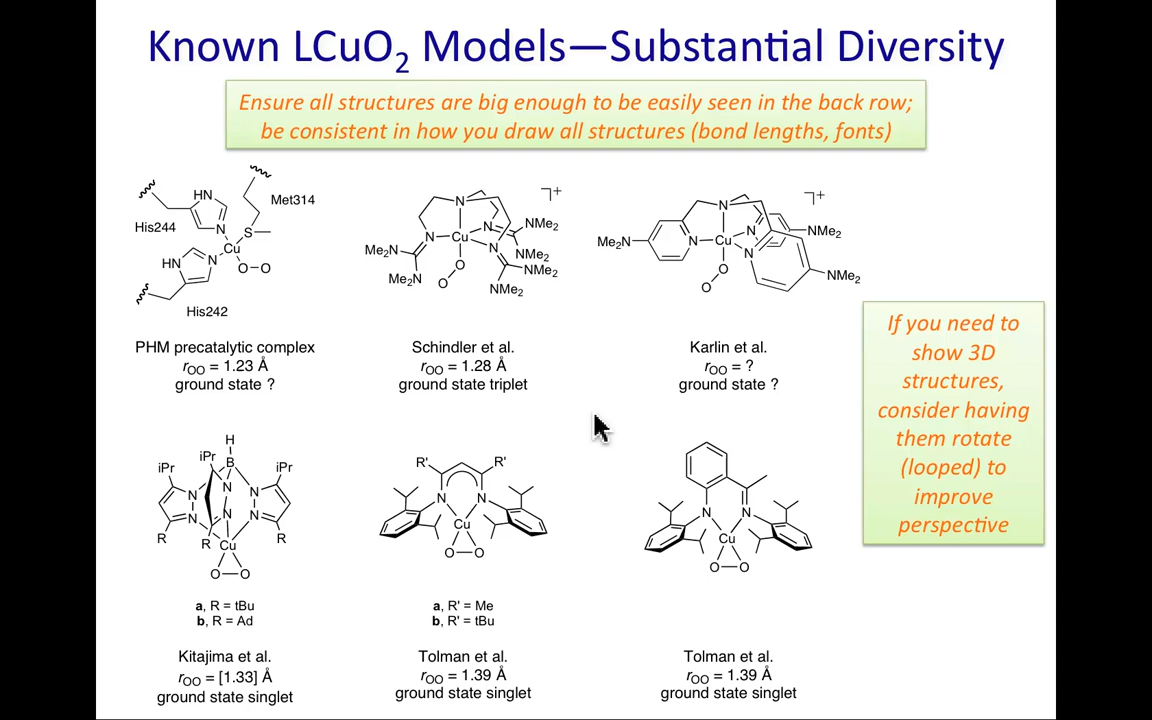 Known LCuO2 Models—Substantial Diversity
Ensure all structures are big enough to be easily seen in the back row;
be consistent in how you draw all structures (bond lengths, fonts)
HN
Met314
His244
N
S
Cu
HN
N
O
O
His242
PHM precatalytic complex
rOO = 1.23 Å
ground state ?
]+
N
NMe2
N
Me2N
N
Cu
N
NMe2
NMe2
Me2N
O
O
NMe2
Schindler et al.
rOO = 1.28 Å
ground state triplet
]+
N
NMe2
N
Me2N
N
Cu
N
NMe2
O
O
Karlin et al.
rOO = ?
ground state ?
If you need to
show 3D
structures,
consider having
them rotate
(looped) to
improve
perspective
H
iPr
B
iPr
iPr
N
N
N
N
N
N
R
R
R
Cu
O
O
a, R = tBu
b, R = Ad
Kitajima et al.
rOO = [1.33] Å
ground state singlet
R'
R'
N
N
Cu
O
O
a, R' = Me
b, R' = tBu
Tolman et al.
rOO = 1.39 Å
ground state singlet
N
N
Cu
O
O
Tolman et al.
rOO = 1.39 Å
ground state singlet